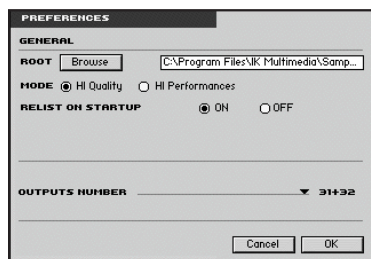 PREFERENCES
GENERAL
ROOT Browse C:\Program Files\IK Multimedia\Samp...
MODE HI Quality HI Performances
RELIST ON STARTUP ON OFF
OUTPUTS NUMBER 31+32
Cancel OK